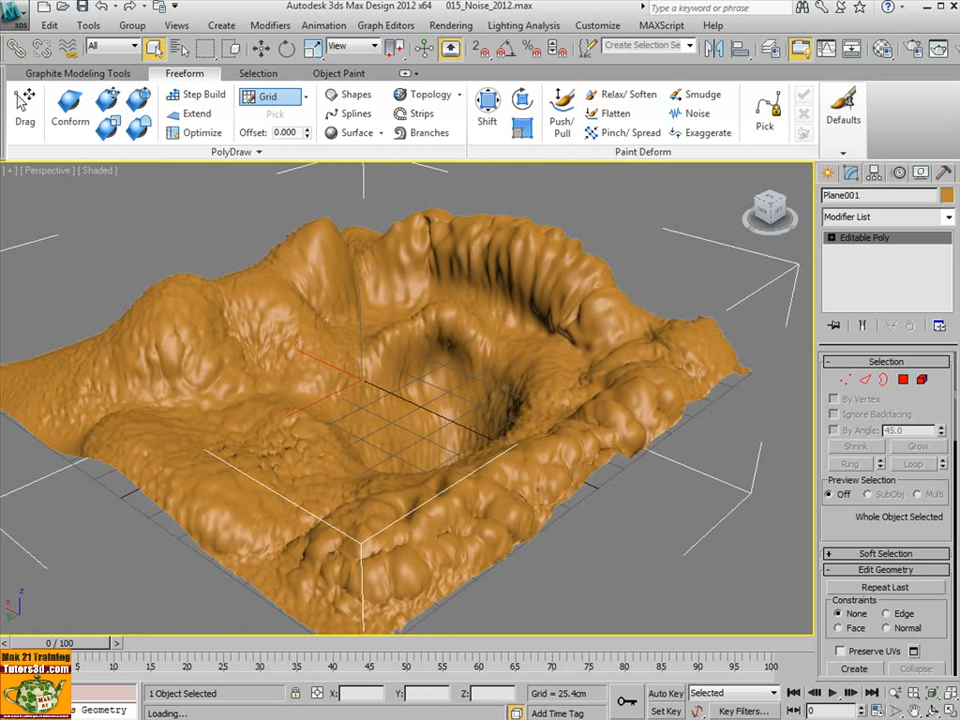 Autodesk 3ds Max Design 2012 x64 015_Noise_2012.max
Type a keyword or phrase
3DS
Edit Tools Group Views Create Modifiers Animation Graph Editors Rendering Lighting Analysis Customize MAXScript Help
All View Create Selection Se
Graphite Modeling Tools Freeform Selection Object Paint
Drag Conform Step Build Grid Shapes Topology Shift Push/ Pull Relax/ Soften Smudge Pick Defaults
Extend Pick Splines Strips Flatten Noise
Optimize Offset: 0.000 Surface Branches Pinch/ Spread Exaggerate
PolyDraw Paint Deform
[ + ] [ Perspective ] [ Shaded ]
Plane001
Modifier List
Editable Poly
Selection
By Vertex
Ignore Backfacing
By Angle: 45.0
Shrink Grow
Ring Loop
Preview Selection
Off SubObj Multi
Whole Object Selected
Soft Selection
Edit Geometry
Repeat Last
Constraints
None Edge
Face Normal
Preserve UVs
Create Collapse
z
0 / 100
Mak 21 Training
Tutors3d .com
10 15 20 25 30 35 40 45 50 55 60 65 70 75 80 85 90 95 100
1 Object Selected X: Y: Z: Grid = 25.4cm Auto Key Selected
s Geometry Loading... Add Time Tag Set Key Key Filters... 0